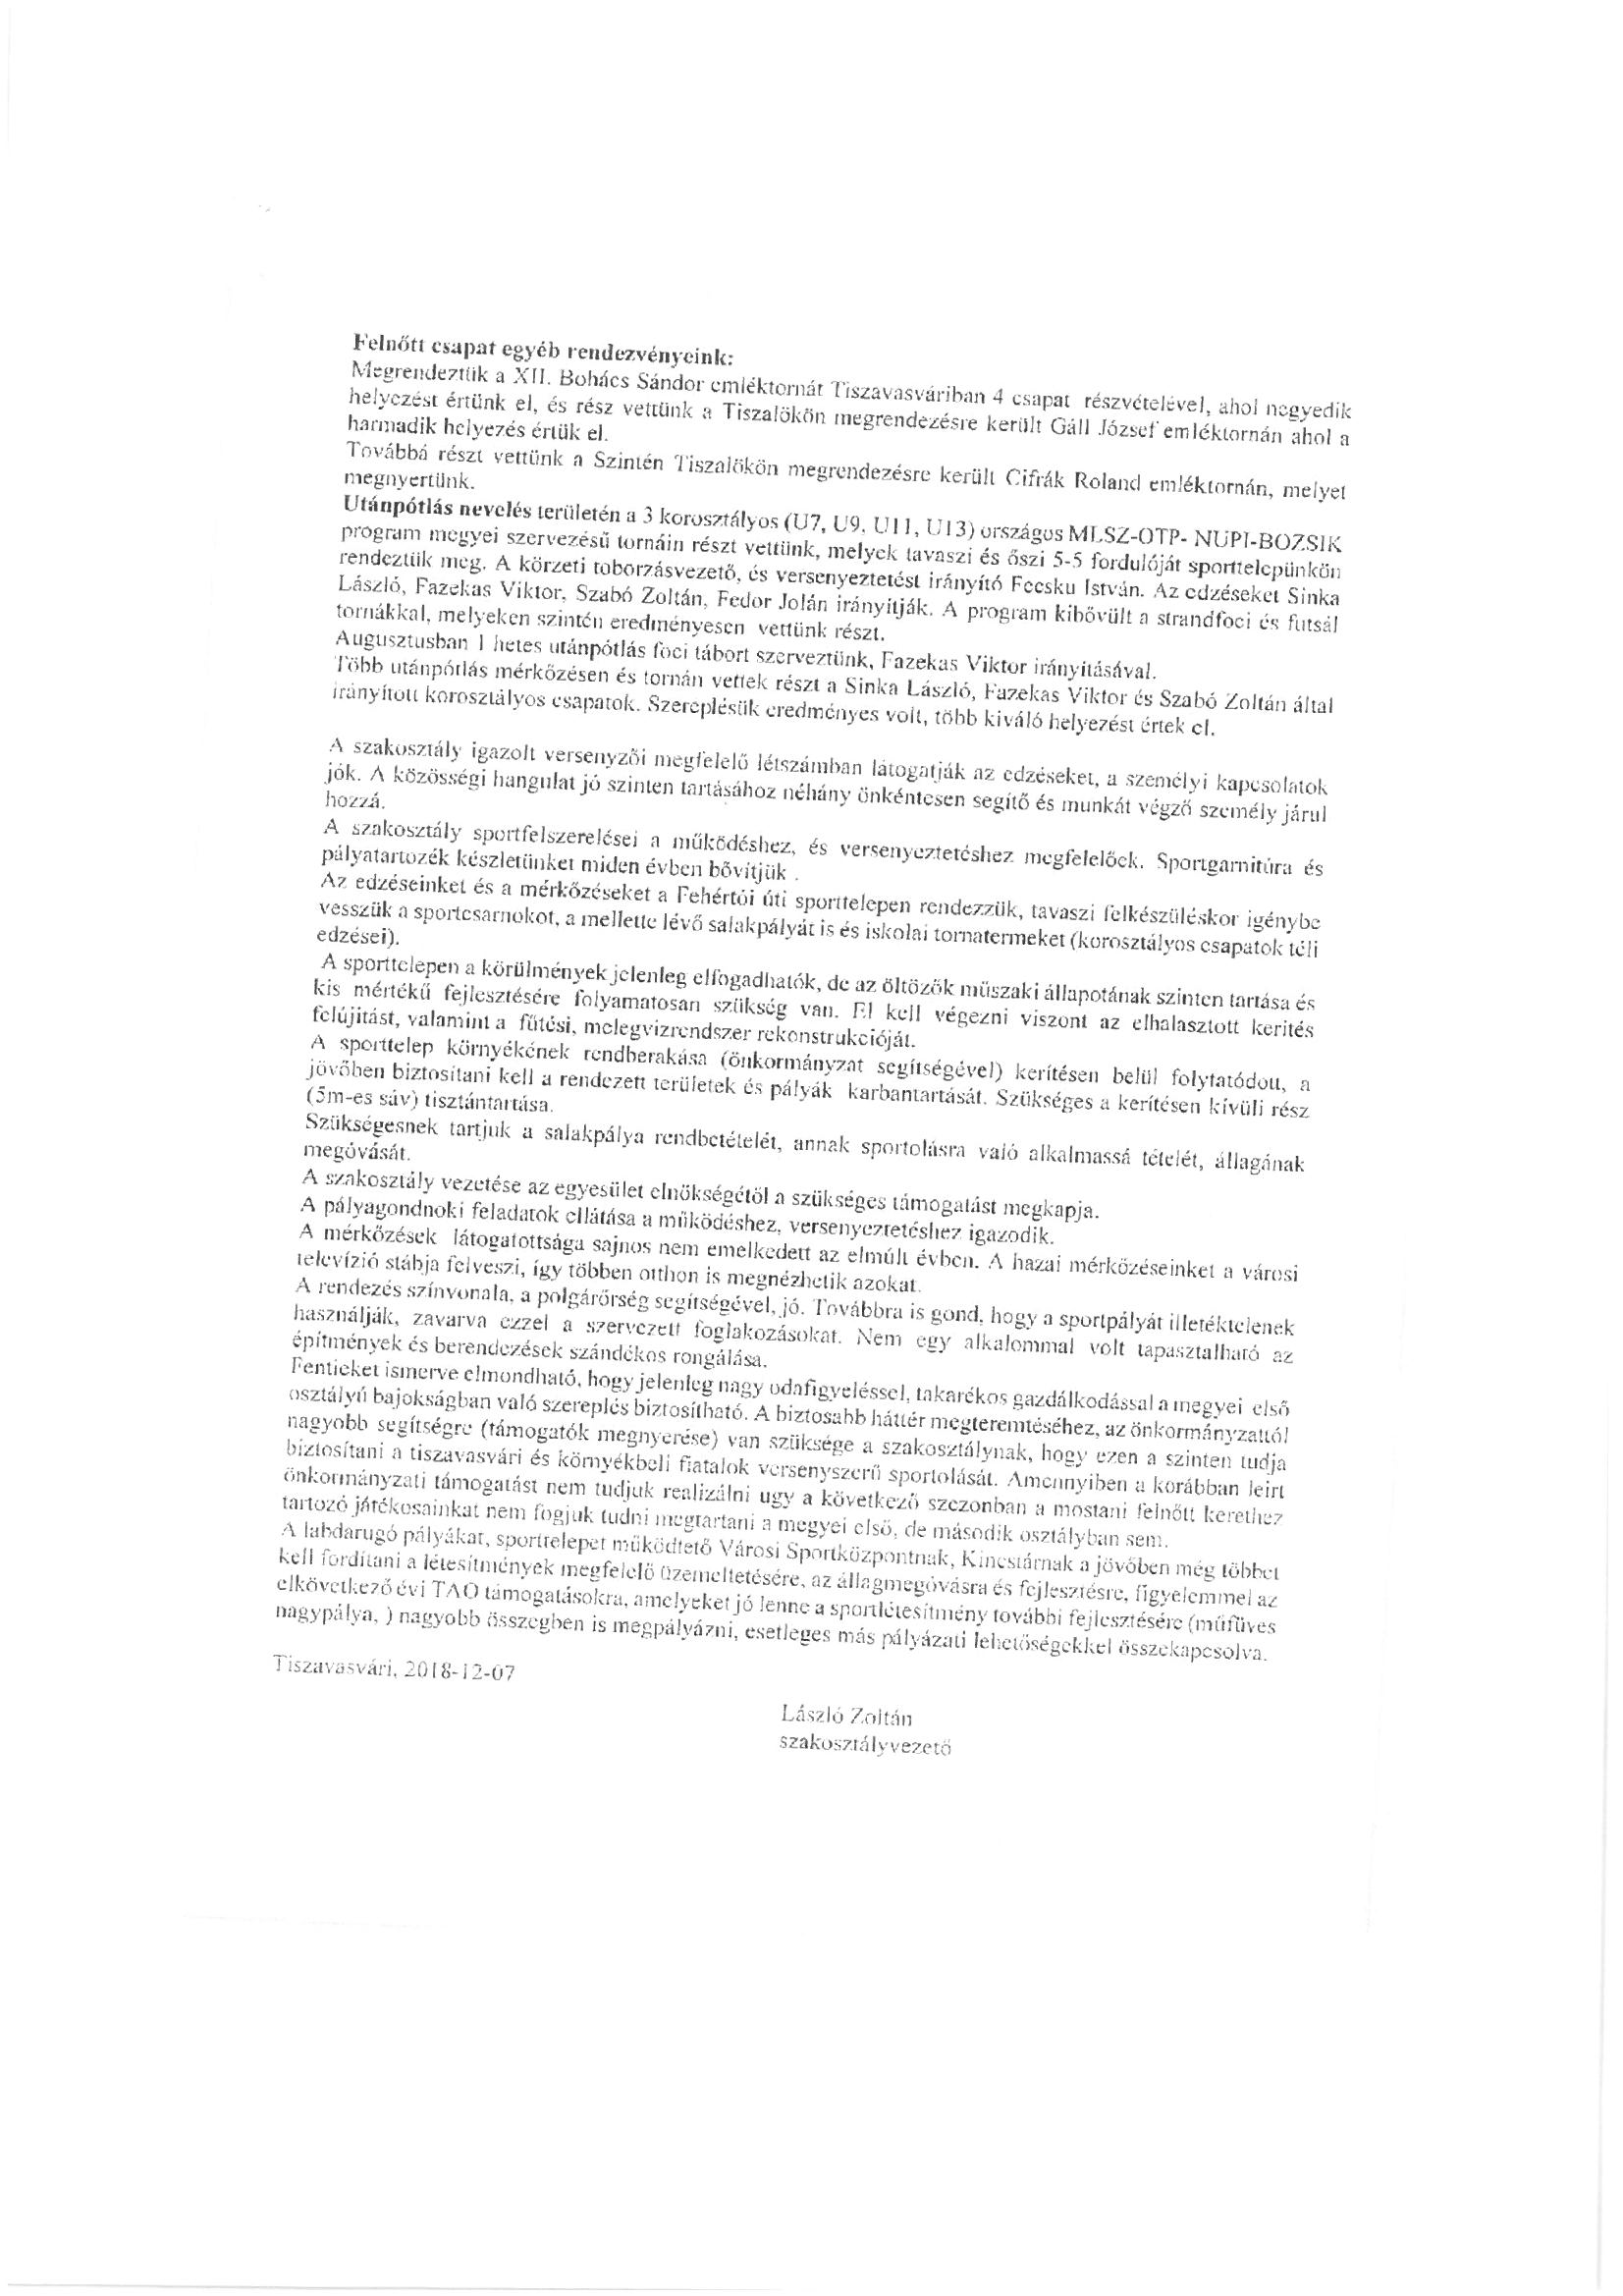 Felnőtt csapat egyéb rendezvényeink:
Megrendeztük a XII. Bohács Sándor emléktornát Tiszavasváriban 4 csapat részvételével, ahol negyedik
helyezést értünk el, és rész vettünk a Tiszalökön megrendezésre került Gáll József emléktornán ahol a
harmadik helyezés értük el.
Továbbá részt vettünk a Szintén Tiszalökön megrendezésre került Cifrák Roland emléktornán, melyet
megnyertünk.
Utánpótlás nevelés területén a 3 korosztályos (U7, U9, U11, U13) országos MLSZ-OTP- NUPI-BOZSIK
program megyei szervezésű tornáin részt vettünk, melyek tavaszi és őszi 5-5 fordulóját sporttelepünkön
rendeztük meg. A körzeti toborzásvezető, és versenyeztetést irányító Fecsku István. Az edzéseket Sinka
László, Fazekas Viktor, Szabó Zoltán, Fedor Jolán irányítják. A program kibővült a strandfoci és futsal
tornákkal, melyeken szintén eredményesen vettünk részt.
Augusztusban 1 hetes utánpótlás foci tábort szerveztünk, Fazekas Viktor irányításával.
Több utánpótlás mérkőzésen és tornán vettek részt a Sinka László, Fazekas Viktor és Szabó Zoltán által
irányított korosztályos csapatok. Szereplésük eredményes volt, több kiváló helyezést értek el.
A szakosztály igazolt versenyzői megfelelő létszámban látogatják az edzéseket, a személyi kapcsolatok
jók. A közösségi hangulat jó szinten tartásához néhány önkéntesen segítő és munkát végző személy járul
hozzá.
A szakosztály sportfelszerelései a működéshez, és versenyeztetéshez megfelelőek. Sportgarnitúra és
pályatartozék készletünket miden évben bővítjük .
Az edzéseinket és a mérkőzéseket a Fehértói úti sporttelepen rendezzük, tavaszi felkészüléskor igénybe
vesszük a sportcsarnokot, a mellette lévő salakpályát is és iskolai tornatermeket (korosztályos csapatok téli
edzései).
A sporttelepen a körülmények jelenleg elfogadhatók, de az öltözők műszaki állapotának szinten tartása és
kis mértékű fejlesztésére folyamatosan szükség van. El kell végezni viszont az elhalasztott kerítés
felújítást, valamint a fűtési, melegvízrendszer rekonstrukcióját.
A sporttelep környékének rendberakása (önkormányzat segítségével) kerítésen belül folytatódott, a
jövőben biztosítani kell a rendezett területek és pályák karbantartását. Szükséges a kerítésen kívüli rész
(5m-es sáv) tisztántartása.
Szükségesnek tartjuk a salakpálya rendbetételét, annak sportolásra való alkalmassá tételét, állagának
megóvását.
A szakosztály vezetése az egyesület elnökségétől a szükséges támogatást megkapja.
A pályagondnoki feladatok ellátása a működéshez, versenyeztetéshez igazodik.
A mérkőzések látogatottsága sajnos nem emelkedett az elmúlt évben. A hazai mérkőzéseinket a városi
televízió stábja felveszi, így többen otthon is megnézhetik azokat.
A rendezés színvonala, a polgárőrség segítségével, jó. Továbbra is gond, hogy a sportpályát illetéktelenek
használják, zavarva ezzel a szervezett foglakozásokat. Nem egy alkalommal volt tapasztalható az
építmények és berendezések szándékos rongálása.
Fentieket ismerve elmondható, hogy jelenleg nagy odafigyeléssel, takarékos gazdálkodással a megyei első
osztályú bajokságban való szereplés biztosítható. A biztosabb háttér megteremtéséhez, az önkormányzattól
nagyobb segítségre (támogatók megnyerése) van szüksége a szakosztálynak, hogy ezen a szinten tudja
biztosítani a tiszavasvári és környékbeli fiatalok versenyszerű sportolását. Amennyiben a korábban leírt
önkormányzati támogatást nem tudjuk realizálni ugy a következő szezonban a mostani felnőtt kerethez
tartozó játékosainkat nem fogjuk tudni megtartani a megyei első, de második osztályban sem.
A labdarugó pályákat, sporttelepet működtető Városi Sportközpontnak, Kincstárnak a jövőben még többet
kell fordítani a létesítmények megfelelő üzemeltetésére, az állagmegóvásra és fejlesztésre, figyelemmel az
elkövetkező évi TAO támogatásokra, amelyeket jó lenne a sportlétesítmény további fejlesztésére (műfüves
nagypálya, ) nagyobb összegben is megpályázni, esetleges más pályázati lehetőségekkel összekapcsolva.
Tiszavasvári, 2018-12-07
László Zoltán
szakosztályvezető